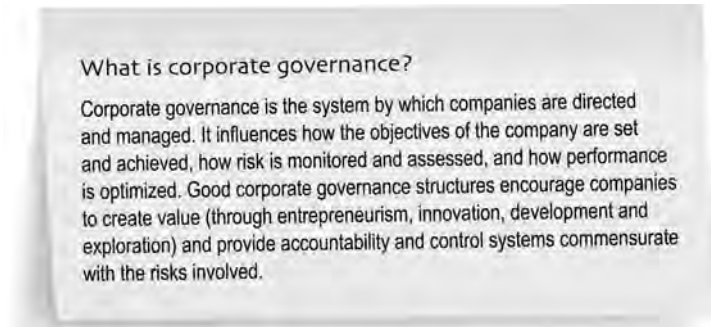 What is corporate governance?
Corporate governance is the system by which companies are directed
and managed. It influences how the objectives of the company are set
and achieved, how risk is monitored and assessed, and how performance
is optimized. Good corporate governance structures encourage companies
to create value (through entrepreneurism, innovation, development and
exploration) and provide accountability and control systems commensurate
with the risks involved.